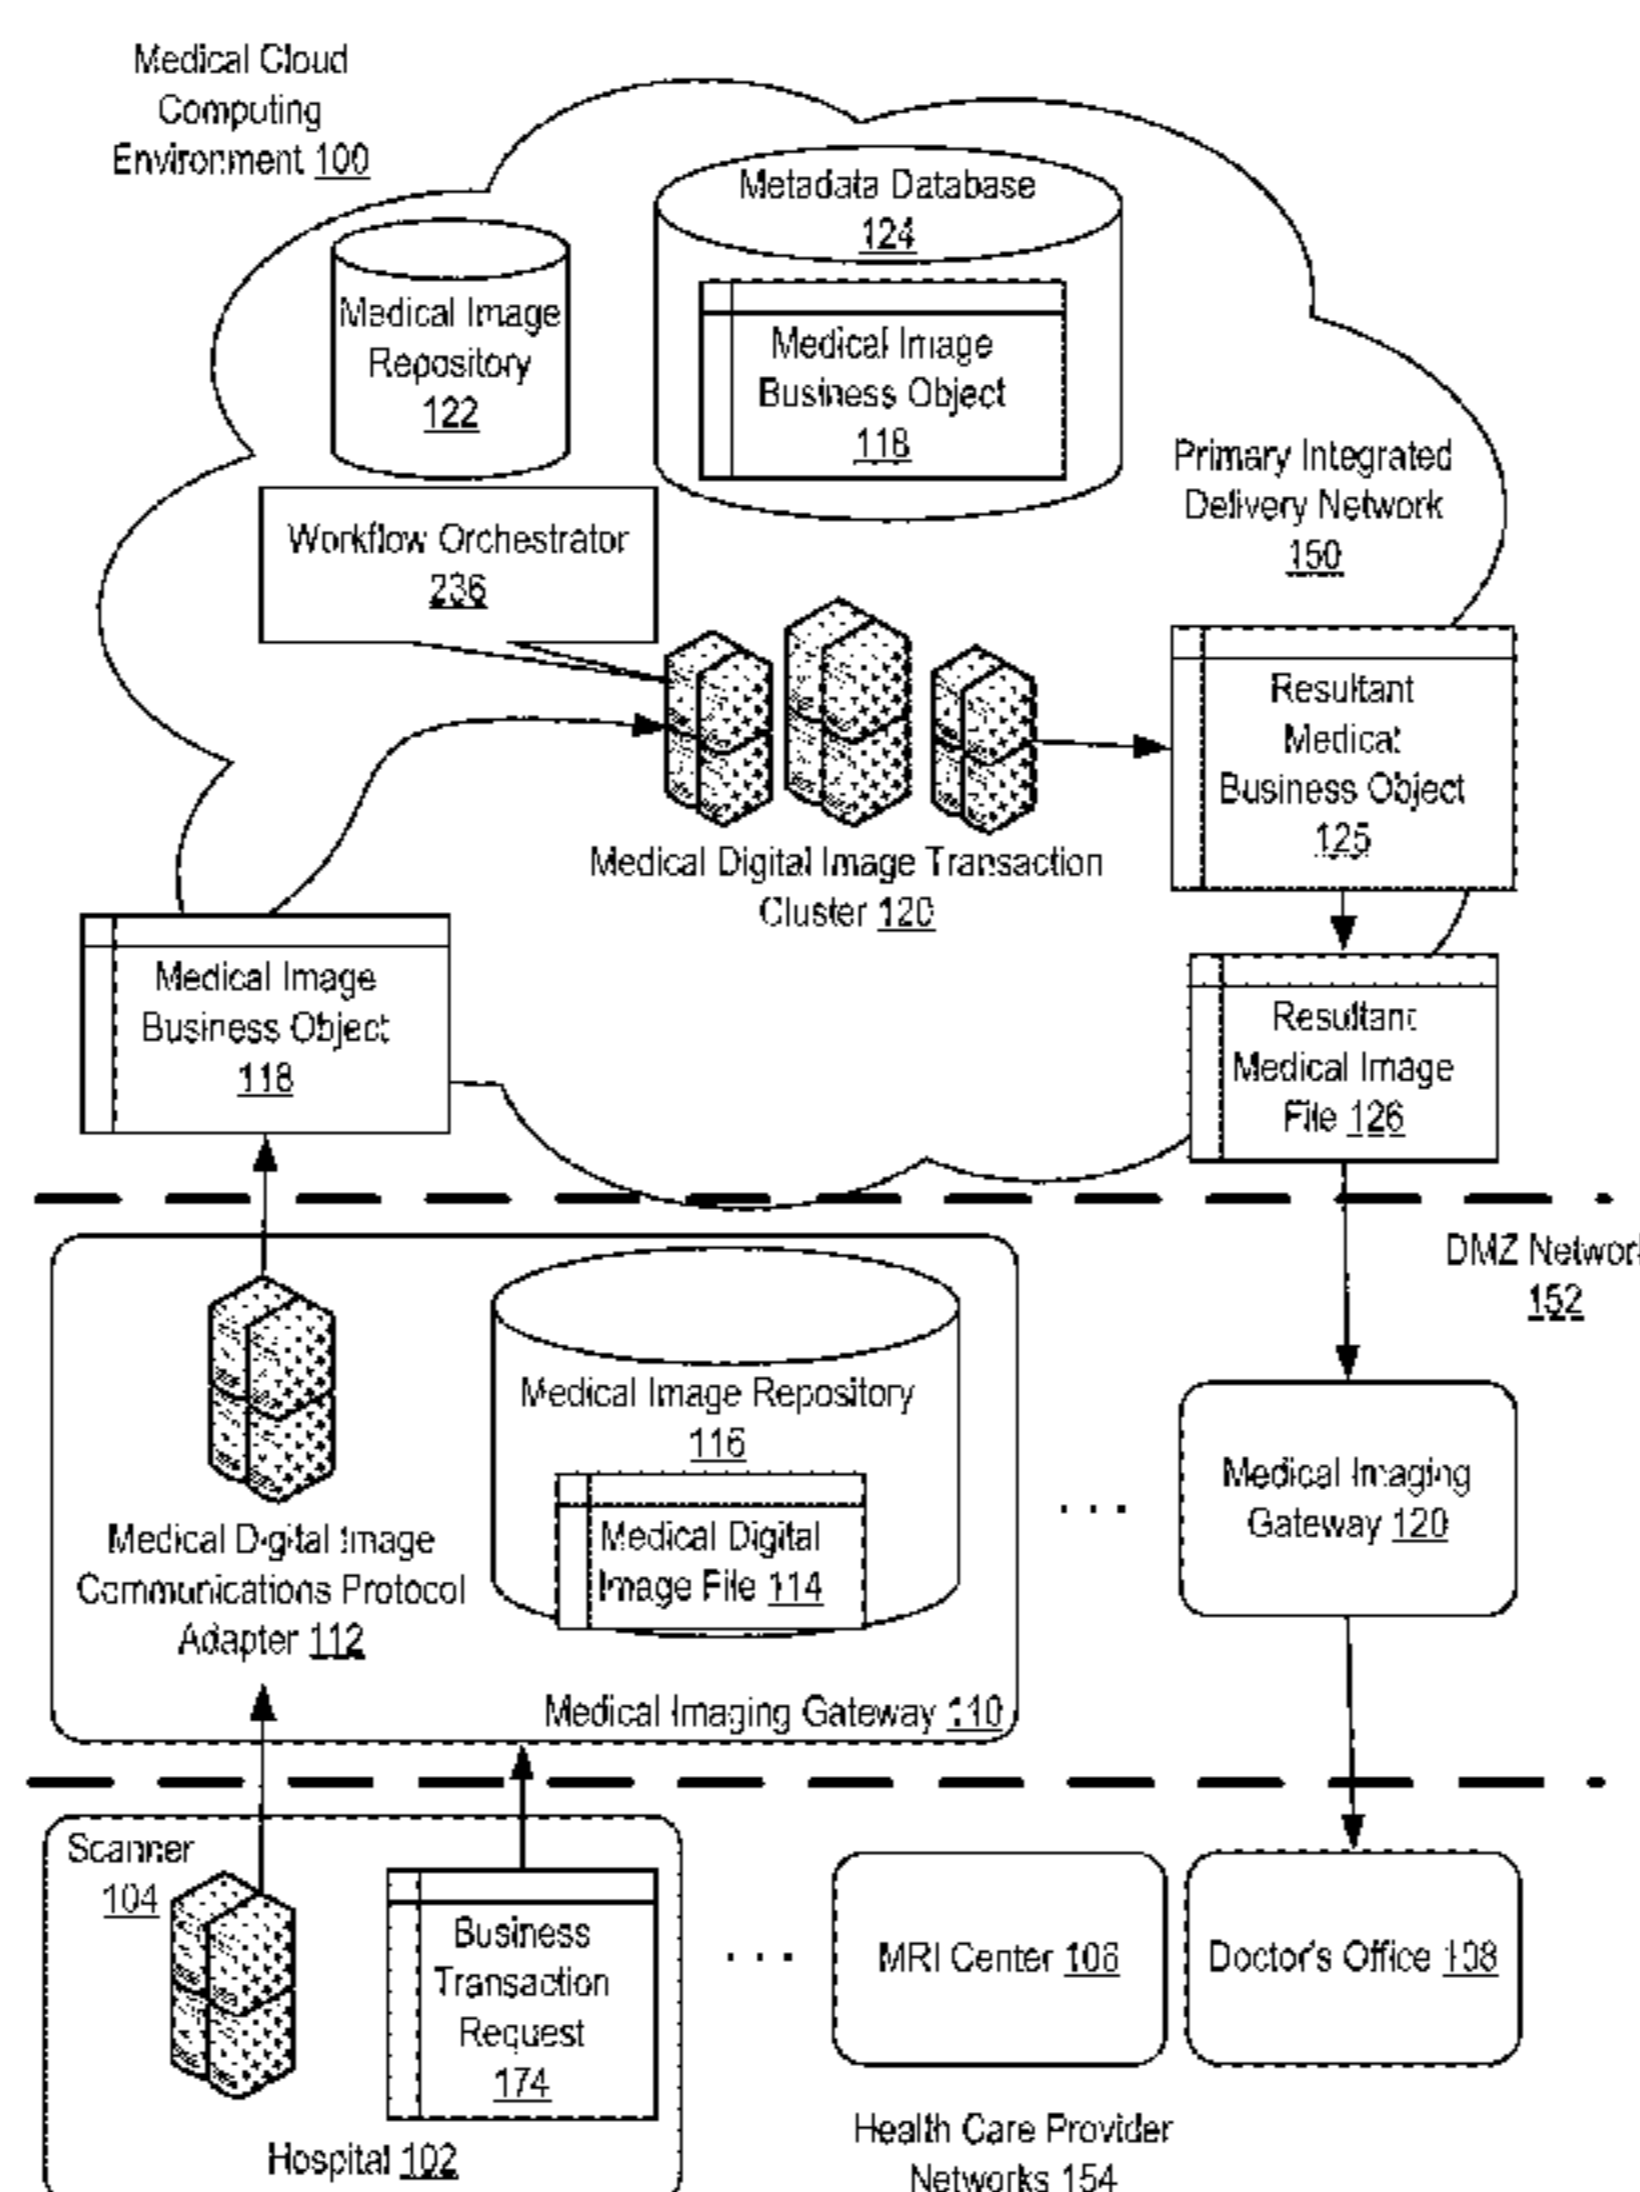 Medical Cloud
Computing
Environment 100
Metadata Database
124
Medical Image
Repository
122
Medical Image
Business Object
118
Primary Integrated
Delivery Network
150
Workflow Orchestrator
236
Resultant
Medicat
Business Object
125
Medical Digital Image Transaction
Cluster 120
Medical Image
Business Object
118
Resultant
Medical Image
File 126
DMZ Network
152
Medical Image Repository
116
Medical Digital
Image File 114
Medical Digital Image
Communications Protocol
Adapter 112
. . .
Medical Imaging
Gateway 120
Medical Imaging Gateway 110
Scanner
104
Business
Transaction
Request
174
. . .
MRI Center 106
Doctor's Office 108
Hospital 102
Health Care Provider
Networks 154